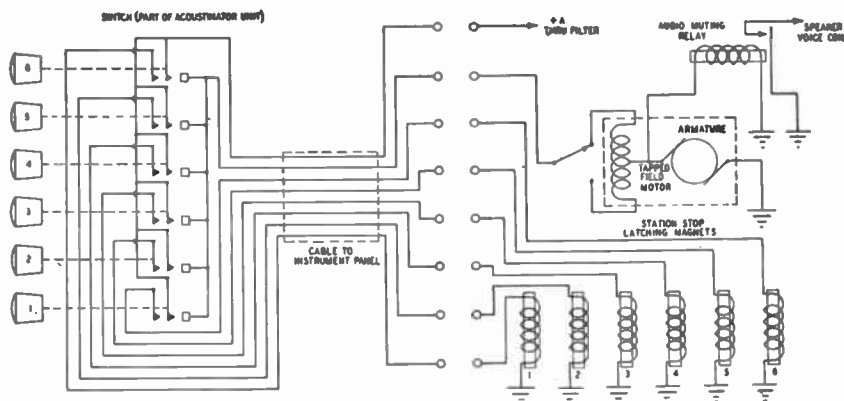 SWITCH (PART OF ACOUSTINATOR UNIT)
+ A
THRU FILTER
AUDIO MUTING
RELAY
SPEAKER
VOICE COIL
6
5
4
3
2
1
ARMATURE
TAPPED
FIELD
MOTOR
STATION STOP
LATCHING MAGNETS
CABLE TO
INSTRUMENT PANEL
1
2
3
4
5
6